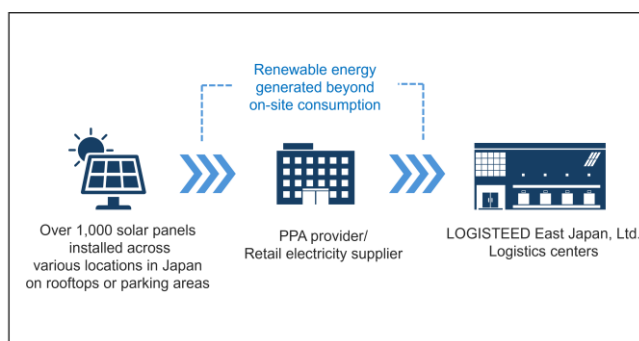 Renewable energy
generated beyond
on-site consumption
Over 1,000 solar panels
installed across
various locations in Japan
on rooftops or parking areas
PPA provider/
Retail electricity supplier
LOGISTEED East Japan, Ltd.
Logistics centers